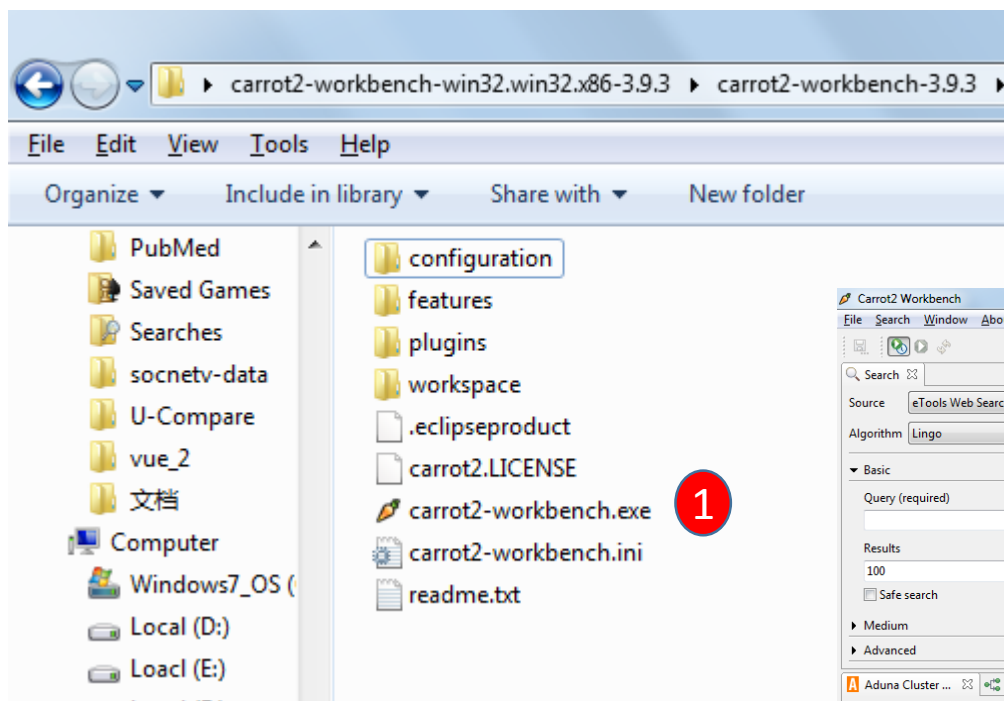 carrot2-workbench-win32.win32.x86-3.9.3 carrot2-workbench-3.9.3
File Edit View Tools Help
Organize Include in library Share with New folder
PubMed
Saved Games
Searches
socnetv-data
U-Compare
vue_2
文档
Computer
Windows7_OS (
Local (D:)
Loacl (E:)
configuration
features
plugins
workspace
.eclipseproduct
carrot2.LICENSE
carrot2-workbench.exe
1
carrot2-workbench.ini
readme.txt
Carrot2 Workbench
File Search Window Abo
Search
Source eTools Web Searc
Algorithm Lingo
Basic
Query (required)
Results
100
Safe search
Medium
Advanced
Aduna Cluster ...